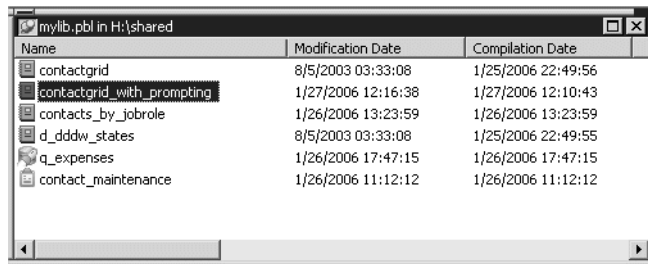 mylib.pbl in H:\shared
Name Modification Date Compilation Date
contactgrid 8/5/2003 03:33:08 1/25/2006 22:49:56
contactgrid_with_prompting 1/27/2006 12:16:38 1/27/2006 12:10:43
contacts_by_jobrole 1/26/2006 13:23:59 1/26/2006 13:23:59
d_dddw_states 8/5/2003 03:33:08 1/25/2006 22:49:55
q_expenses 1/26/2006 17:47:15 1/26/2006 17:47:15
contact_maintenance 1/26/2006 11:12:12 1/26/2006 11:12:12